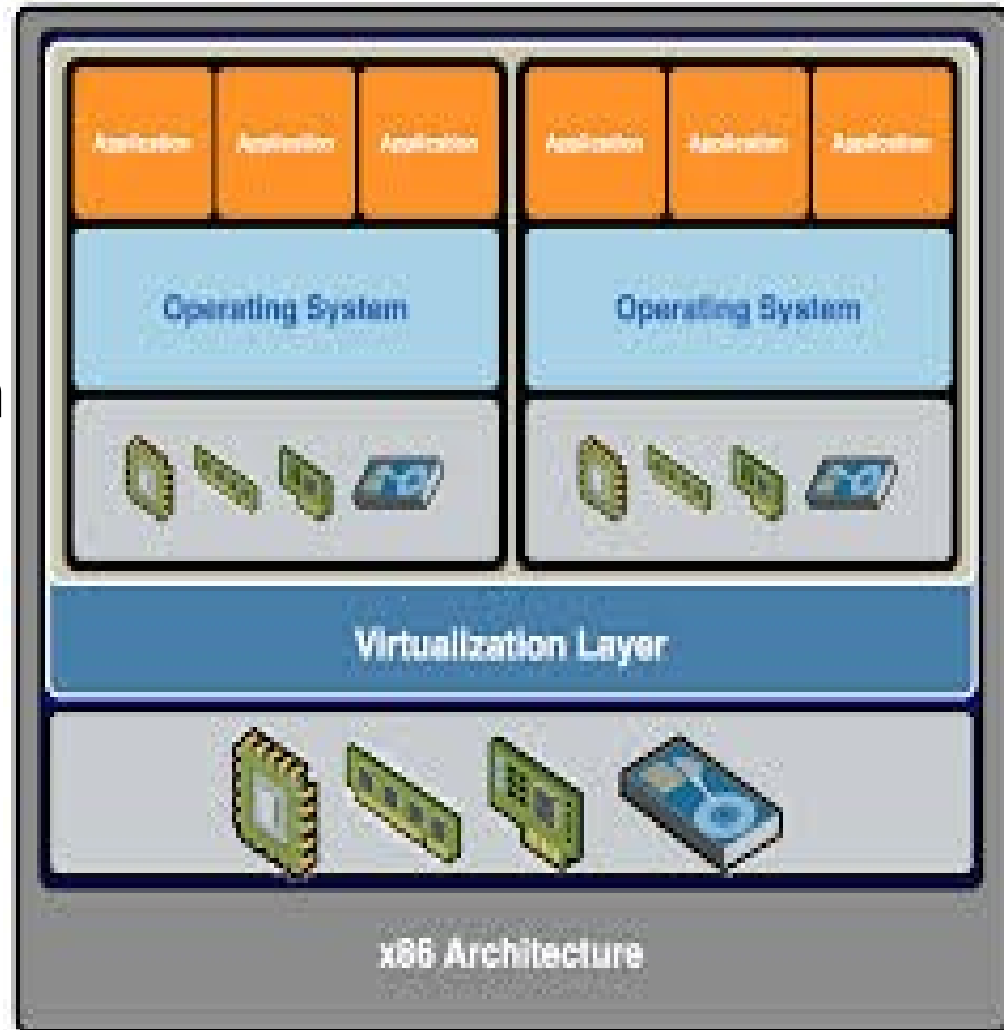 Application Application Application Application Application Application
Operating System Operating System
Virtualization Layer
x86 Architecture